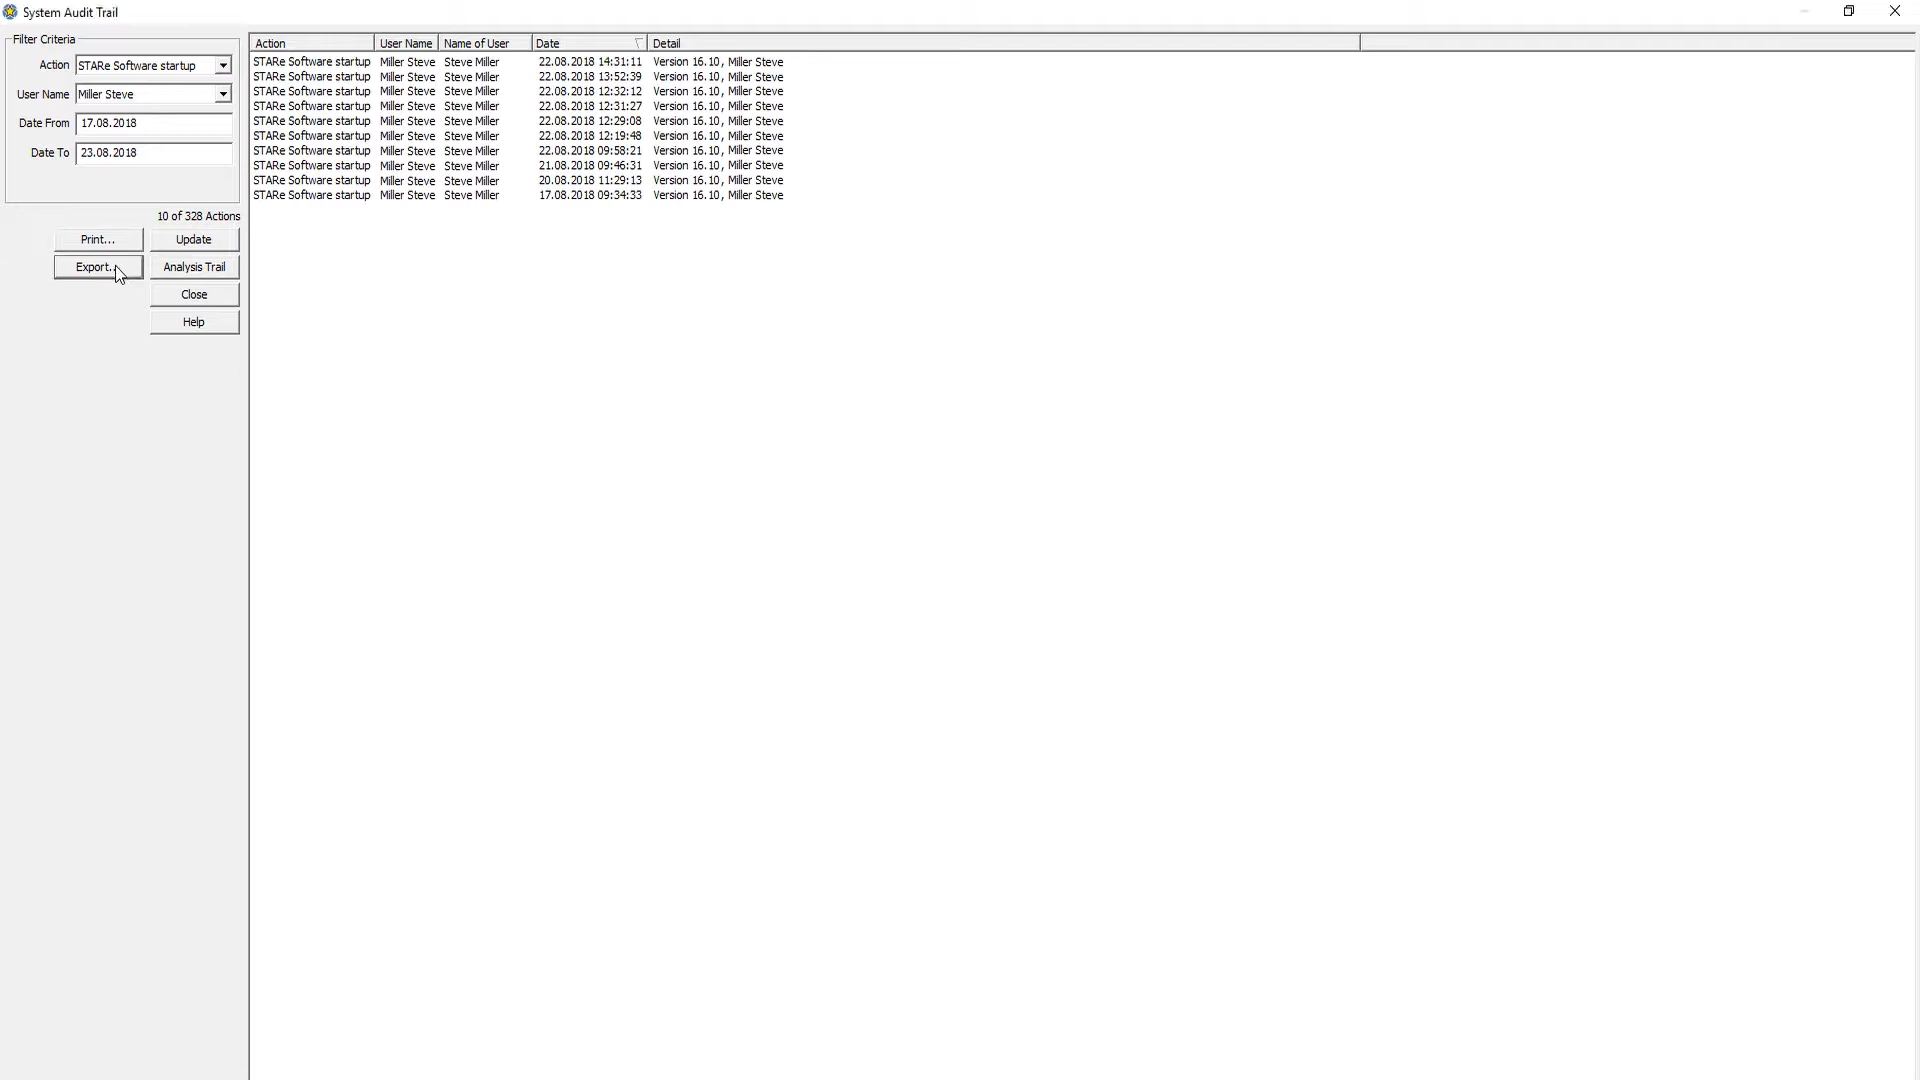 System Audit Trail
Filter Criteria
Action STARe Software startup
User Name Miller Steve
Date From 17.08.2018
Date To 23.08.2018
10 of 328 Actions
Print... Update
Export... Analysis Trail
Close
Help
Action User Name Name of User Date Detail
STARe Software startup Miller Steve Steve Miller 22.08.2018 14:31:11 Version 16.10, Miller Steve
STARe Software startup Miller Steve Steve Miller 22.08.2018 13:52:39 Version 16.10, Miller Steve
STARe Software startup Miller Steve Steve Miller 22.08.2018 12:32:12 Version 16.10, Miller Steve
STARe Software startup Miller Steve Steve Miller 22.08.2018 12:31:27 Version 16.10, Miller Steve
STARe Software startup Miller Steve Steve Miller 22.08.2018 12:29:08 Version 16.10, Miller Steve
STARe Software startup Miller Steve Steve Miller 22.08.2018 12:19:48 Version 16.10, Miller Steve
STARe Software startup Miller Steve Steve Miller 22.08.2018 09:58:21 Version 16.10, Miller Steve
STARe Software startup Miller Steve Steve Miller 21.08.2018 09:46:31 Version 16.10, Miller Steve
STARe Software startup Miller Steve Steve Miller 20.08.2018 11:29:13 Version 16.10, Miller Steve
STARe Software startup Miller Steve Steve Miller 17.08.2018 09:34:33 Version 16.10, Miller Steve